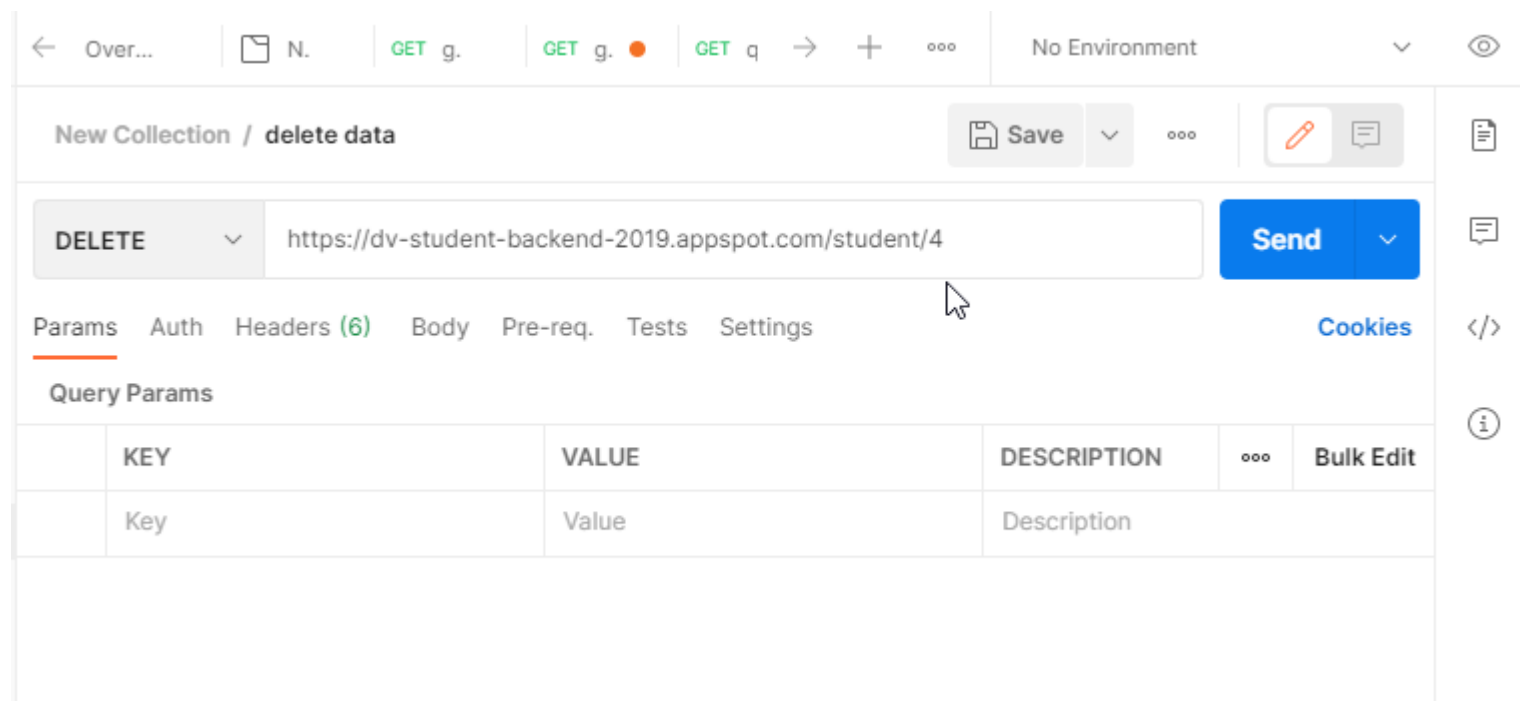 Over... N. GET g. GET g. GET q No Environment
New Collection / delete data Save
DELETE https://dv-student-backend-2019.appspot.com/student/4 Send
Params Auth Headers (6) Body Pre-req. Tests Settings Cookies
Query Params
KEY VALUE DESCRIPTION Bulk Edit
Key Value Description